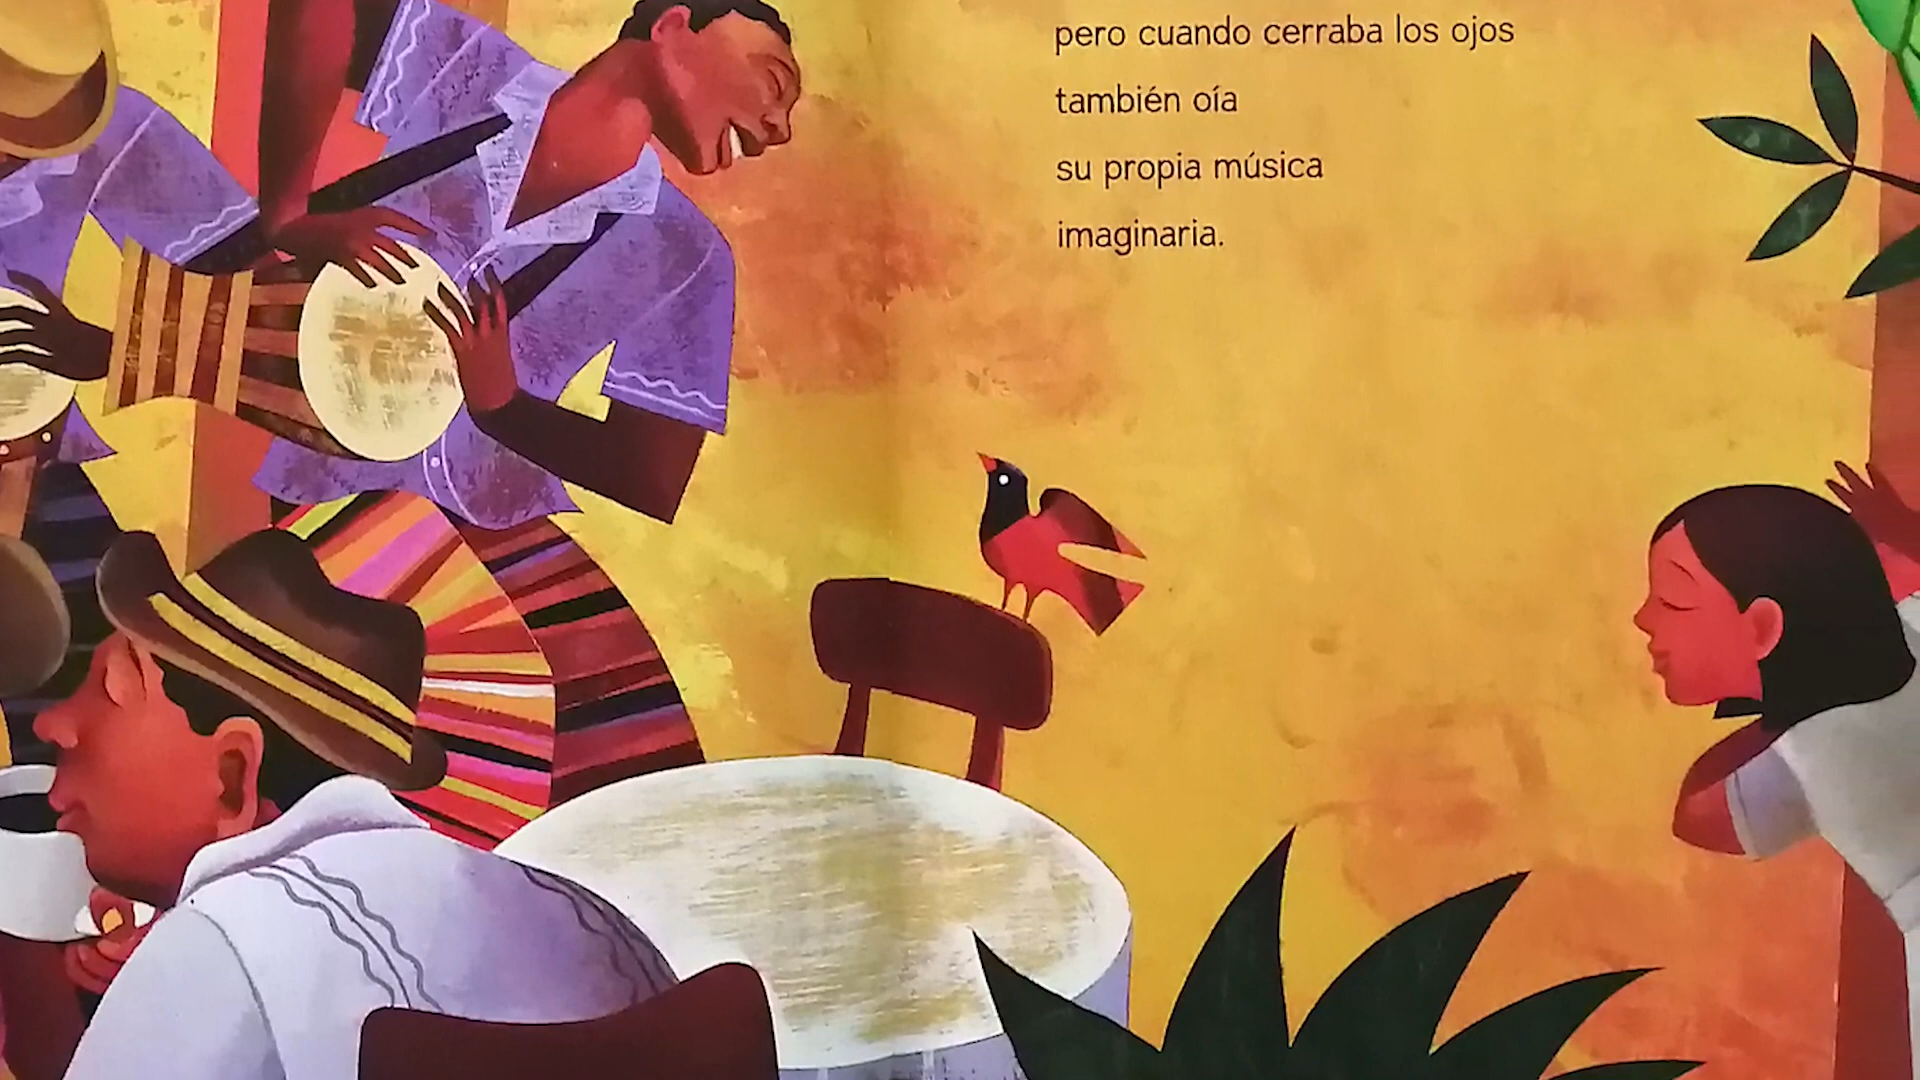 pero cuando cerraba los ojos
también oía
su propia música
imaginaria.